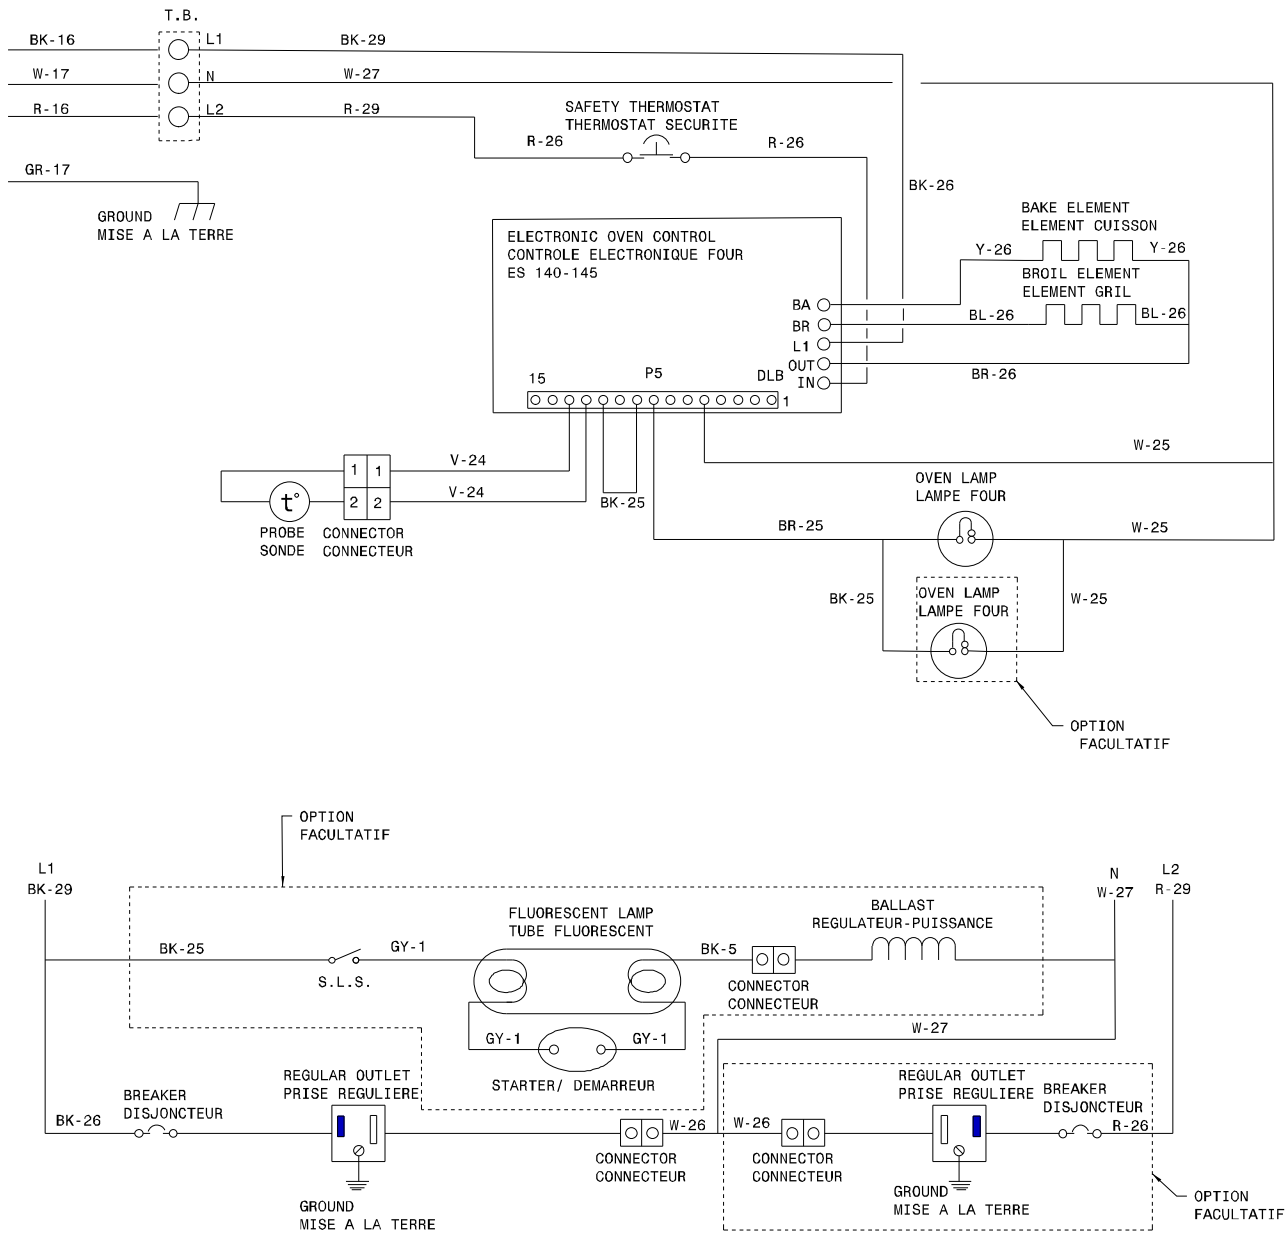 T.B.
BK-16
L1
BK-29
W-17
N
W-27
R-16
L2
R-29
SAFETY THERMOSTAT
THERMOSTAT SECURITE
R-26
R-26
GR-17
BK-26
GROUND
MISE A LA TERRE
BAKE ELEMENT
ELEMENT CUISSON
Y-26
Y-26
BROIL ELEMENT
ELEMENT GRIL
BL-26
BL-26
ELECTRONIC OVEN CONTROL
CONTROLE ELECTRONIQUE FOUR
ES 140-145
BA
BR
L1
OUT
IN
BR-26
15
P5
DLB
1
W-25
V-24
1
1
V-24
2
2
t°
BK-25
PROBE
SONDE
CONNECTOR
CONNECTEUR
OVEN LAMP
LAMPE FOUR
BR-25
W-25
BK-25
OVEN LAMP
LAMPE FOUR
W-25
OPTION
FACULTATIF
OPTION
FACULTATIF
L1
BK-29
N
W-27
L2
R-29
FLUORESCENT LAMP
TUBE FLUORESCENT
BALLAST
REGULATEUR-PUISSANCE
BK-25
GY-1
BK-5
S.L.S.
CONNECTOR
CONNECTEUR
GY-1
GY-1
W-27
STARTER/ DEMARREUR
BREAKER
DISJONCTEUR
REGULAR OUTLET
PRISE REGULIERE
REGULAR OUTLET
PRISE REGULIERE
BREAKER
DISJONCTEUR
BK-26
W-26
W-26
R-26
CONNECTOR
CONNECTEUR
CONNECTOR
CONNECTEUR
GROUND
MISE A LA TERRE
GROUND
MISE A LA TERRE
OPTION
FACULTATIF